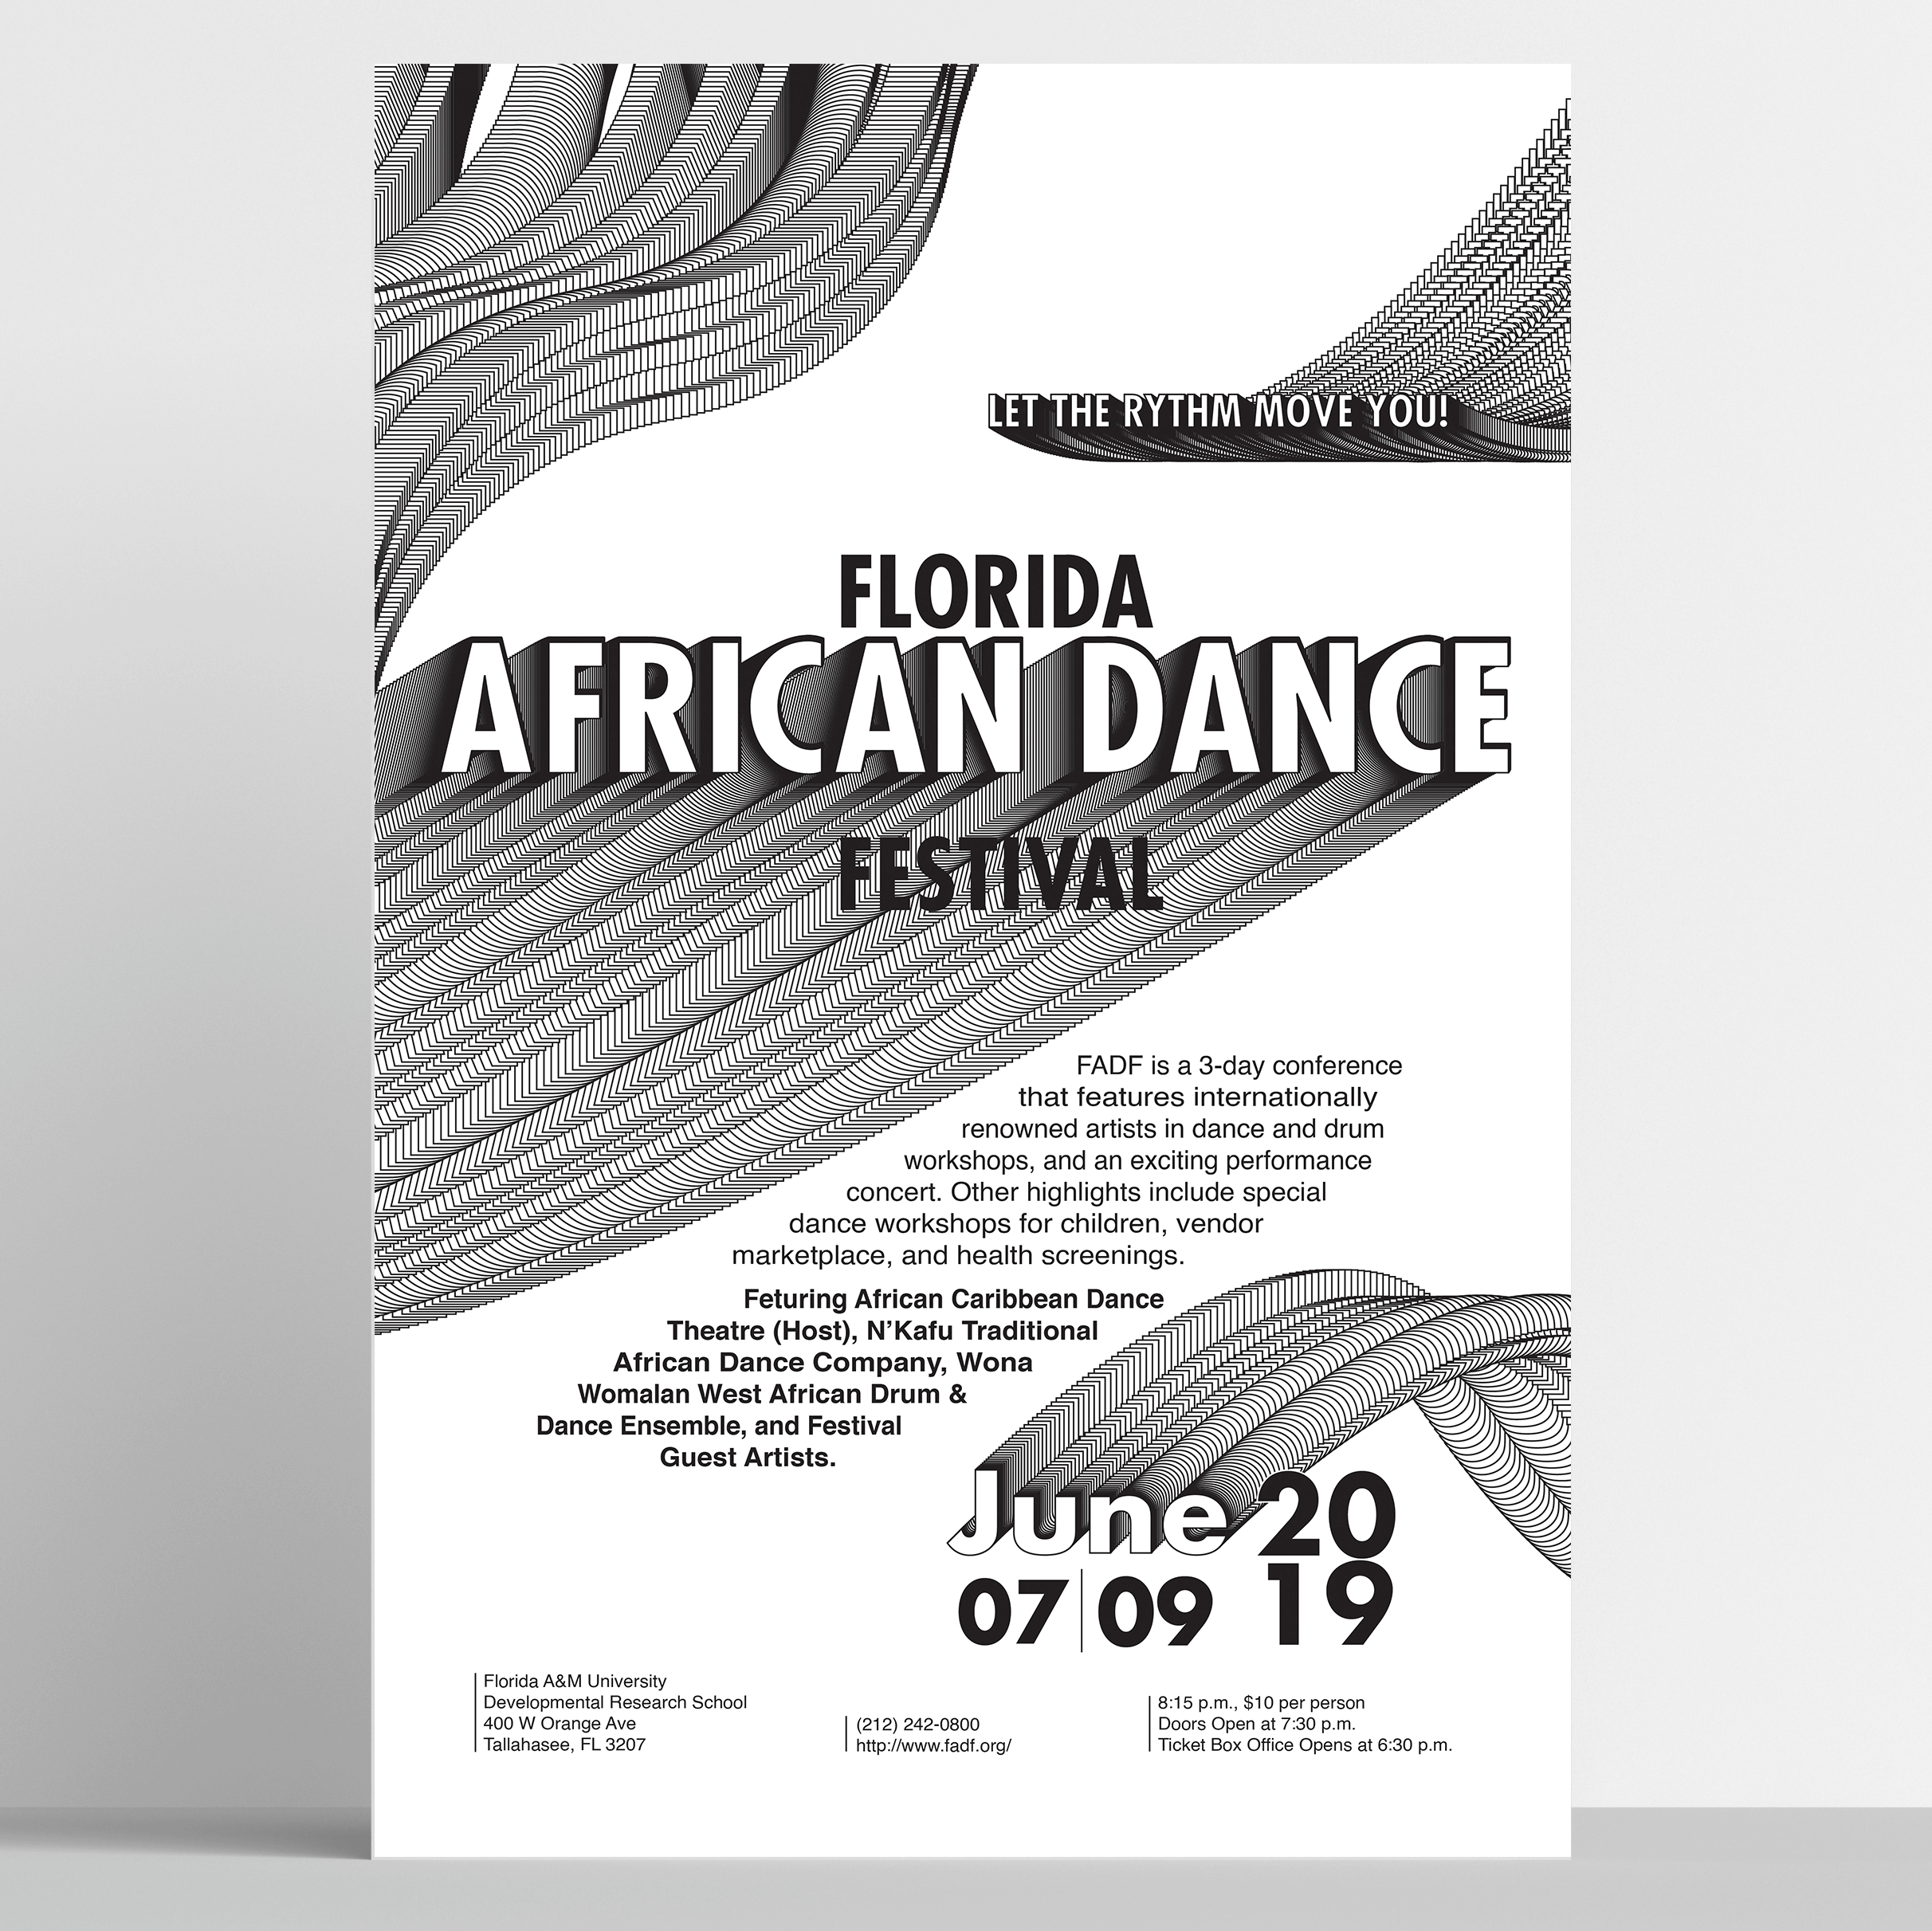 LET THE RYTHM MOVE YOU!
FLORIDA
AFRICAN DANCE
FESTIVAL
FADF is a 3-day conference
that features internationally
renowned artists in dance and drum
workshops, and an exciting performance
concert. Other highlights include special
dance workshops for children, vendor
marketplace, and health screenings.
Feturing African Caribbean Dance
Theatre (Host), N’Kafu Traditional
African Dance Company, Wona
Womalan West African Drum &
Dance Ensemble, and Festival
Guest Artists.
June 20
07|09 19
Florida A&M University
Developmental Research School
400 W Orange Ave
Tallahasee, FL 3207
(212) 242-0800
http://www.fadf.org/
8:15 p.m., $10 per person
Doors Open at 7:30 p.m.
Ticket Box Office Opens at 6:30 p.m.